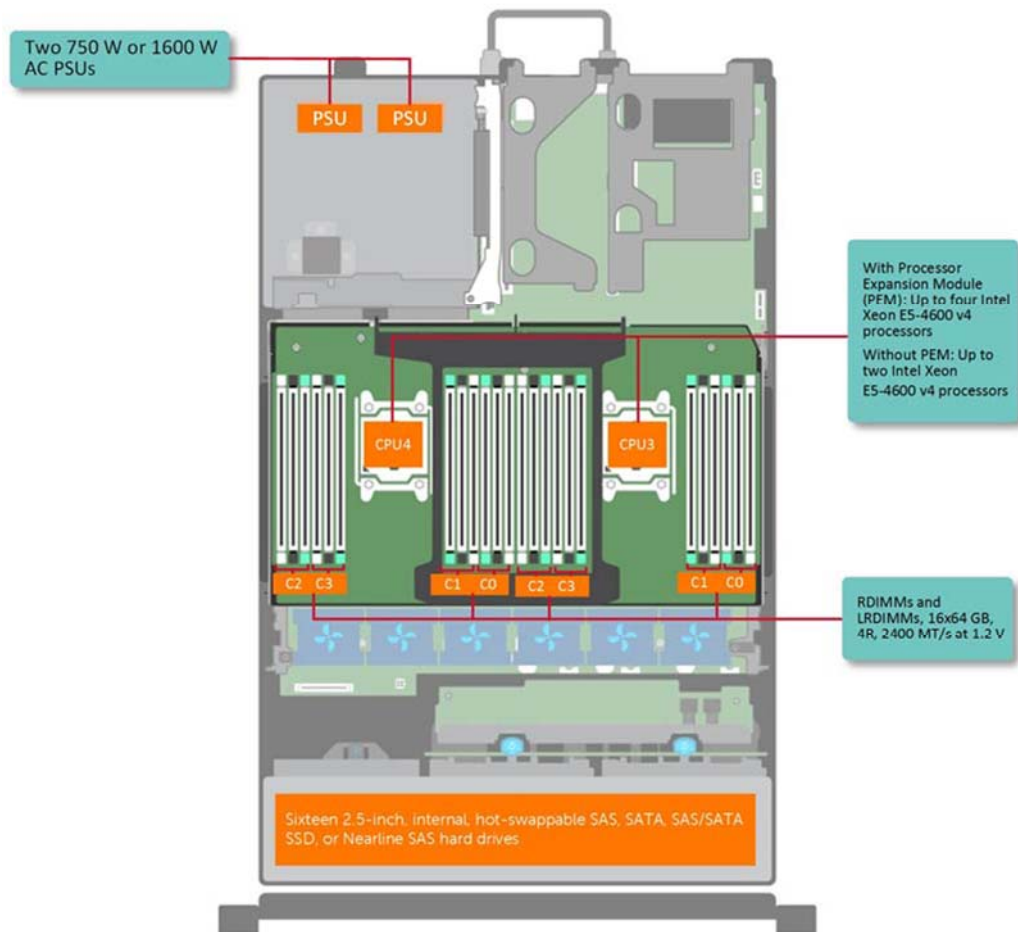 Two 750 W or 1600 W
AC PSUs
PSU PSU
With Processor
Expansion Module
(PEM): Up to four Intel
Xeon E5-4600 v4
processors
Without PEM: Up to
two Intel Xeon
E5-4600 v4 processors
CPU4
CPU3
C2 C3
C1 C0
C2 C3
C1 C0
RDIMMs and
LRDIMMs, 16x64 GB,
4R, 2400 MT/s at 1.2 V
Sixteen 2.5-inch, internal, hot-swappable SAS, SATA, SAS/SATA
SSD, or Nearline SAS hard drives